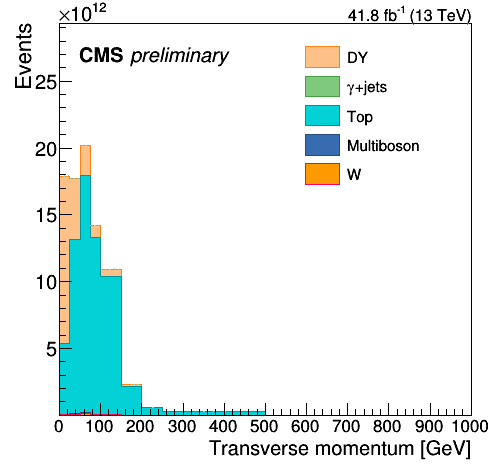 ×10¹²
41.8 fb⁻¹ (13 TeV)
Events
CMS preliminary
DY
γ+jets
Top
Multiboson
W
25
20
15
10
5
0 100 200 300 400 500 600 700 800 900 1000
Transverse momentum [GeV]